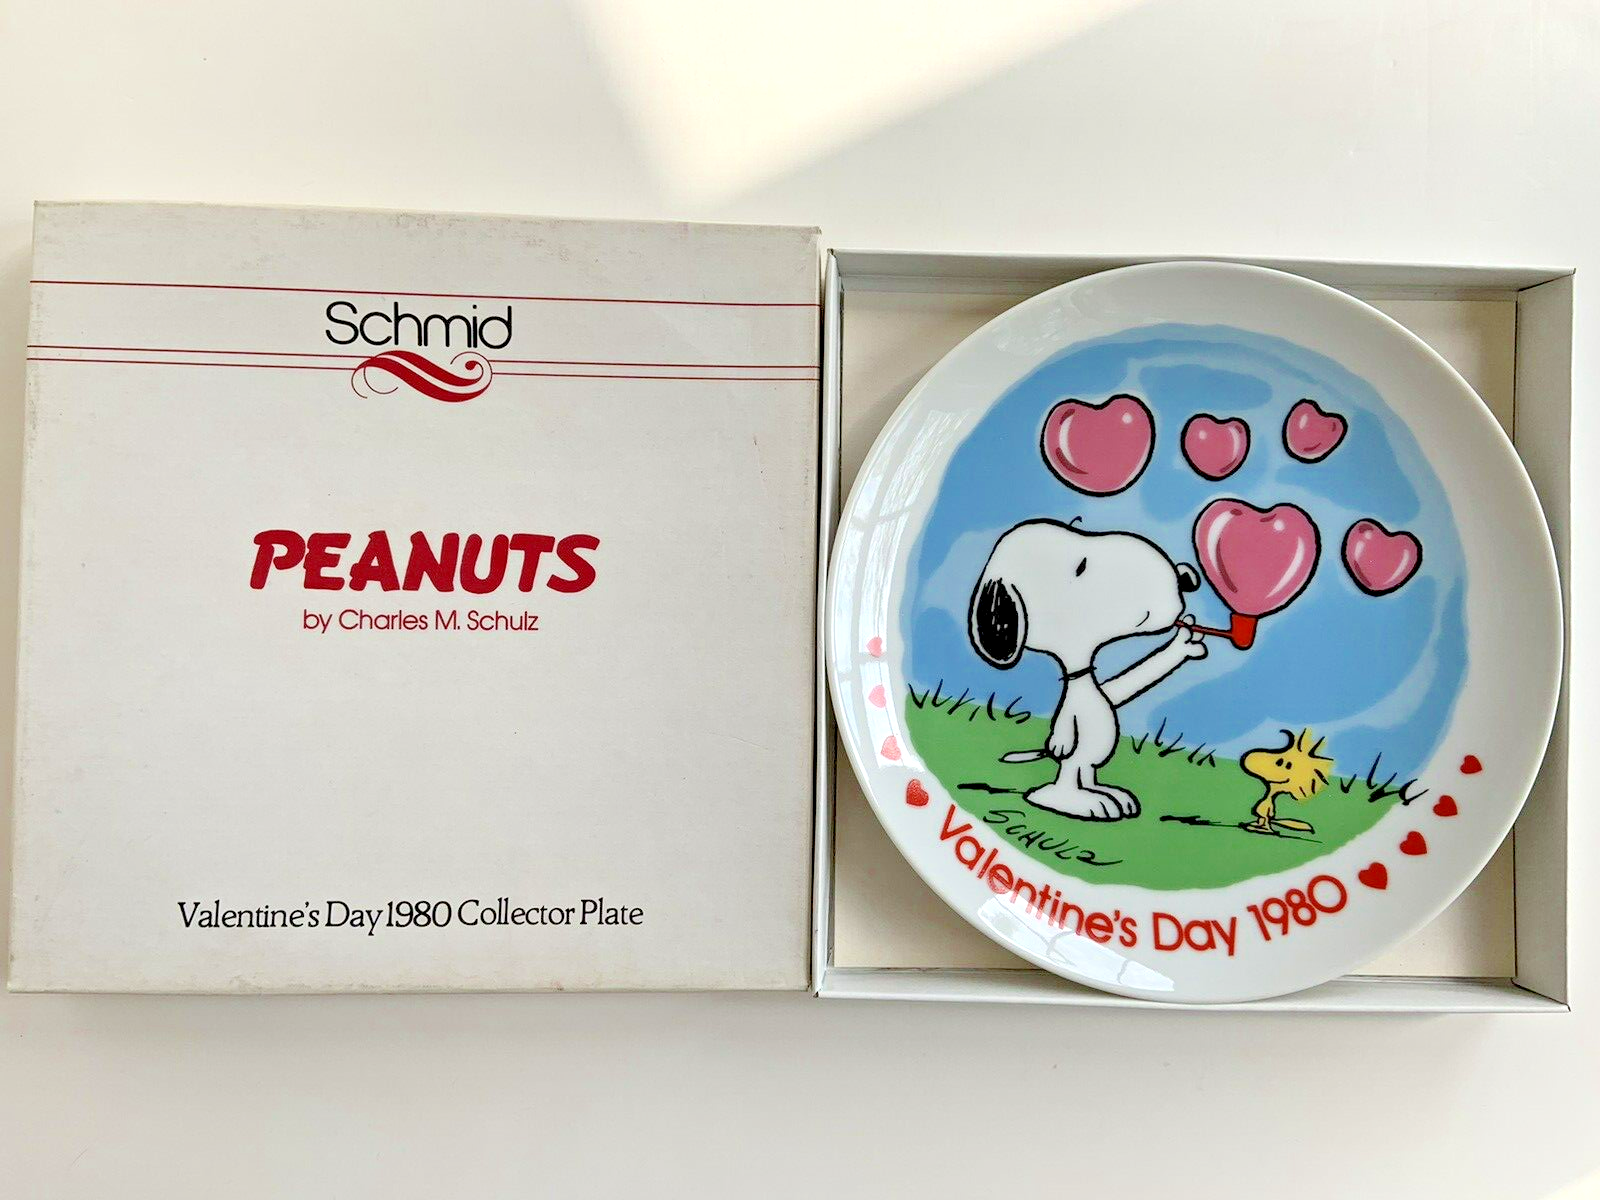 Schmid
PEANUTS
by Charles M. Schulz
Valentine's Day 1980 Collector Plate
SCHULZ
Valentine's Day 1980